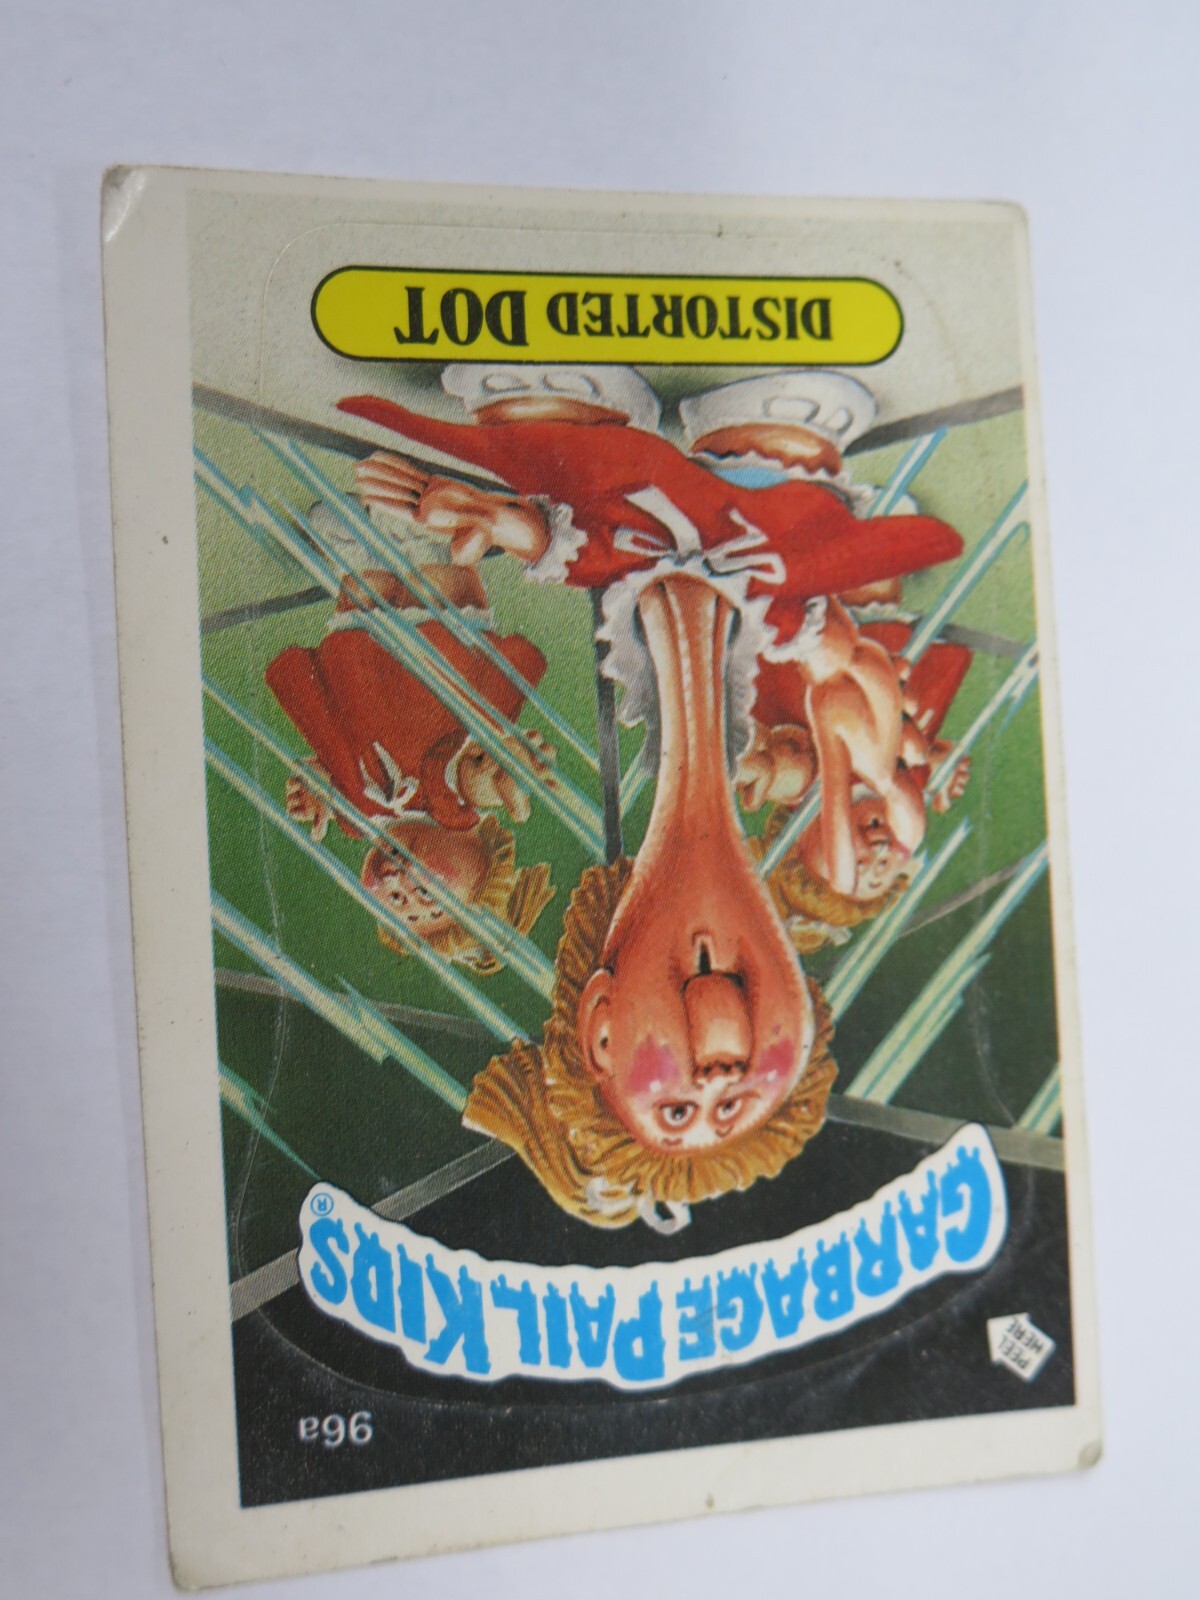 96a
PEEL
HERE
GARBAGE PAIL KIDS®
DISTORTED DOT